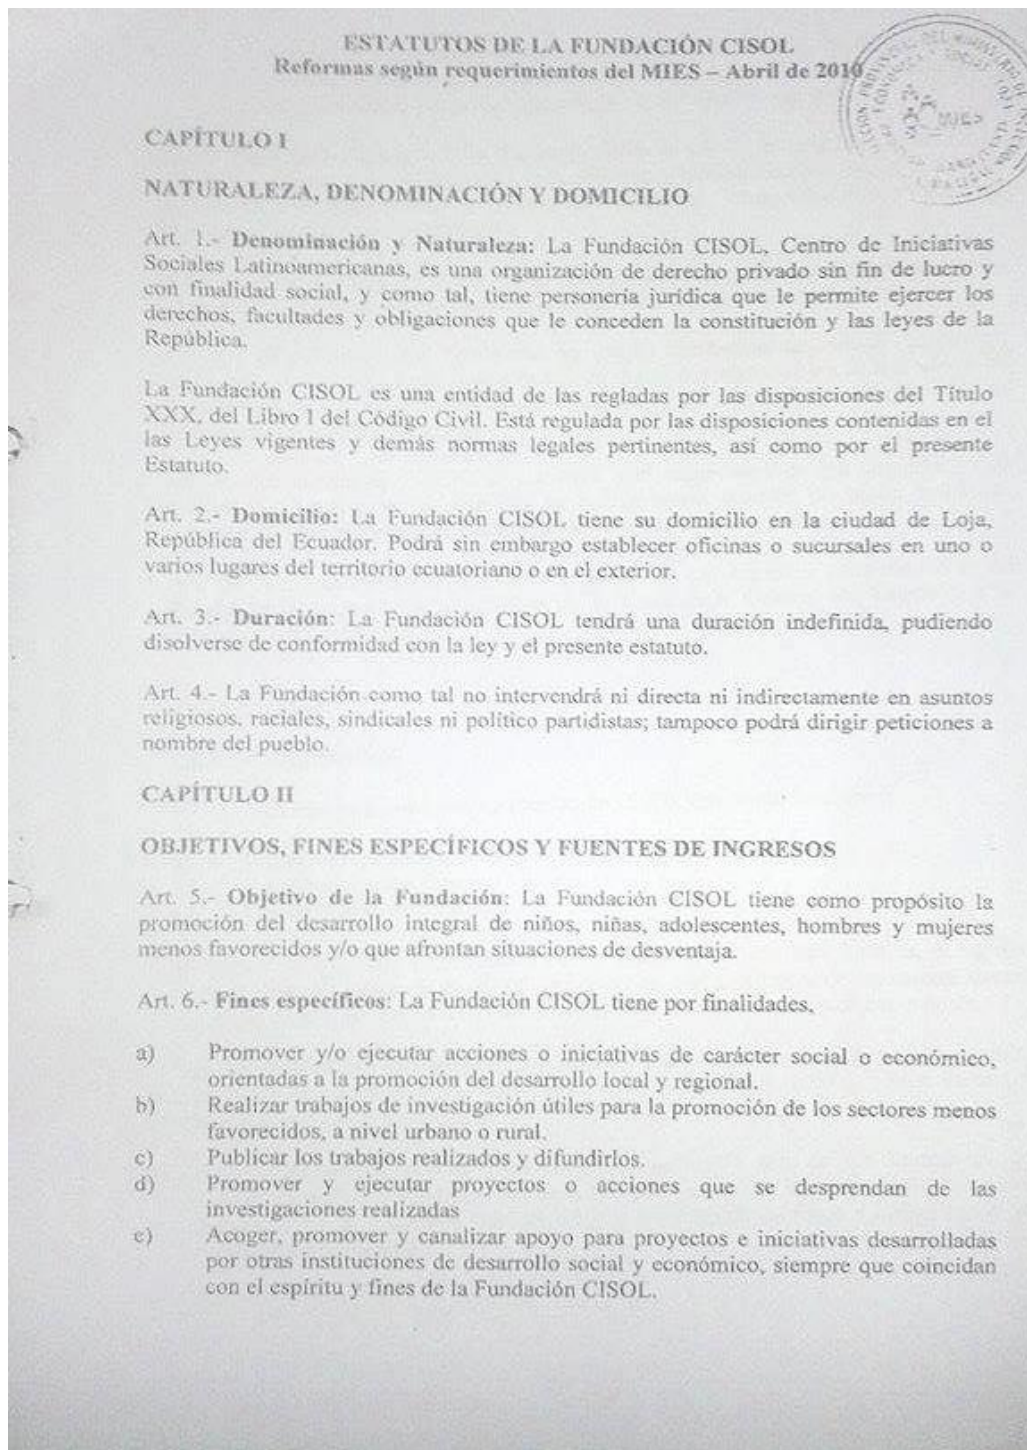 ESTATUTOS DE LA FUNDACIÓN CISOL
Reformas según requerimientos del MIES – Abril de 2010
MIES
CAPÍTULO I
NATURALEZA, DENOMINACIÓN Y DOMICILIO
Art. 1.- Denominación y Naturaleza: La Fundación CISOL, Centro de Iniciativas
Sociales Latinoamericanas, es una organización de derecho privado sin fin de lucro y
con finalidad social, y como tal, tiene personería jurídica que le permite ejercer los
derechos, facultades y obligaciones que le conceden la constitución y las leyes de la
República.
La Fundación CISOL es una entidad de las regladas por las disposiciones del Título
XXX, del Libro I del Código Civil. Está regulada por las disposiciones contenidas en el
las Leyes vigentes y demás normas legales pertinentes, así como por el presente
Estatuto.
Art. 2.- Domicilio: La Fundación CISOL tiene su domicilio en la ciudad de Loja,
República del Ecuador. Podrá sin embargo establecer oficinas o sucursales en uno o
varios lugares del territorio ecuatoriano o en el exterior.
Art. 3.- Duración: La Fundación CISOL tendrá una duración indefinida, pudiendo
disolverse de conformidad con la ley y el presente estatuto.
Art. 4.- La Fundación como tal no intervendrá ni directa ni indirectamente en asuntos
religiosos, raciales, sindicales ni político partidistas; tampoco podrá dirigir peticiones a
nombre del pueblo.
CAPÍTULO II
OBJETIVOS, FINES ESPECÍFICOS Y FUENTES DE INGRESOS
Art. 5.- Objetivo de la Fundación: La Fundación CISOL tiene como propósito la
promoción del desarrollo integral de niños, niñas, adolescentes, hombres y mujeres
menos favorecidos y/o que afrontan situaciones de desventaja.
Art. 6.- Fines específicos: La Fundación CISOL tiene por finalidades,
a) Promover y/o ejecutar acciones o iniciativas de carácter social o económico,
orientadas a la promoción del desarrollo local y regional.
b) Realizar trabajos de investigación útiles para la promoción de los sectores menos
favorecidos, a nivel urbano o rural.
c) Publicar los trabajos realizados y difundirlos.
d) Promover y ejecutar proyectos o acciones que se desprendan de las
investigaciones realizadas
e) Acoger, promover y canalizar apoyo para proyectos e iniciativas desarrolladas
por otras instituciones de desarrollo social y económico, siempre que coincidan
con el espíritu y fines de la Fundación CISOL.